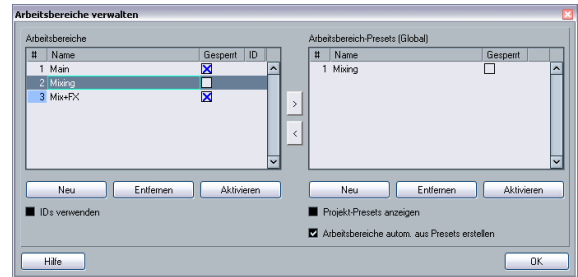 Arbeitsbereiche verwalten
Arbeitsbereiche
# Name Gesperrt ID
1 Main
2 Mixing
3 Mix+FX
Neu Entfernen Aktivieren
IDs verwenden
>
<
Arbeitsbereich-Presets (Global)
# Name Gesperrt
1 Mixing
Neu Entfernen Aktivieren
Projekt-Presets anzeigen
Arbeitsbereiche autom. aus Presets erstellen
Hilfe OK